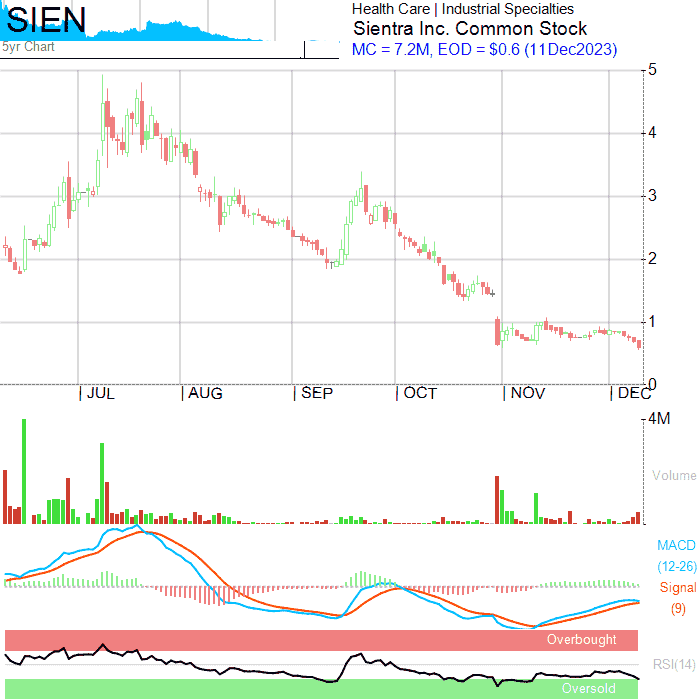 SIEN
5yr Chart
Health Care | Industrial Specialties
Sientra Inc. Common Stock
MC = 7.2M, EOD = $0.6 (11Dec2023)
5
4
3
2
1
0
JUL AUG SEP OCT NOV DEC
4M
Volume
MACD
(12-26)
Signal
(9)
Overbought
RSI(14)
Oversold